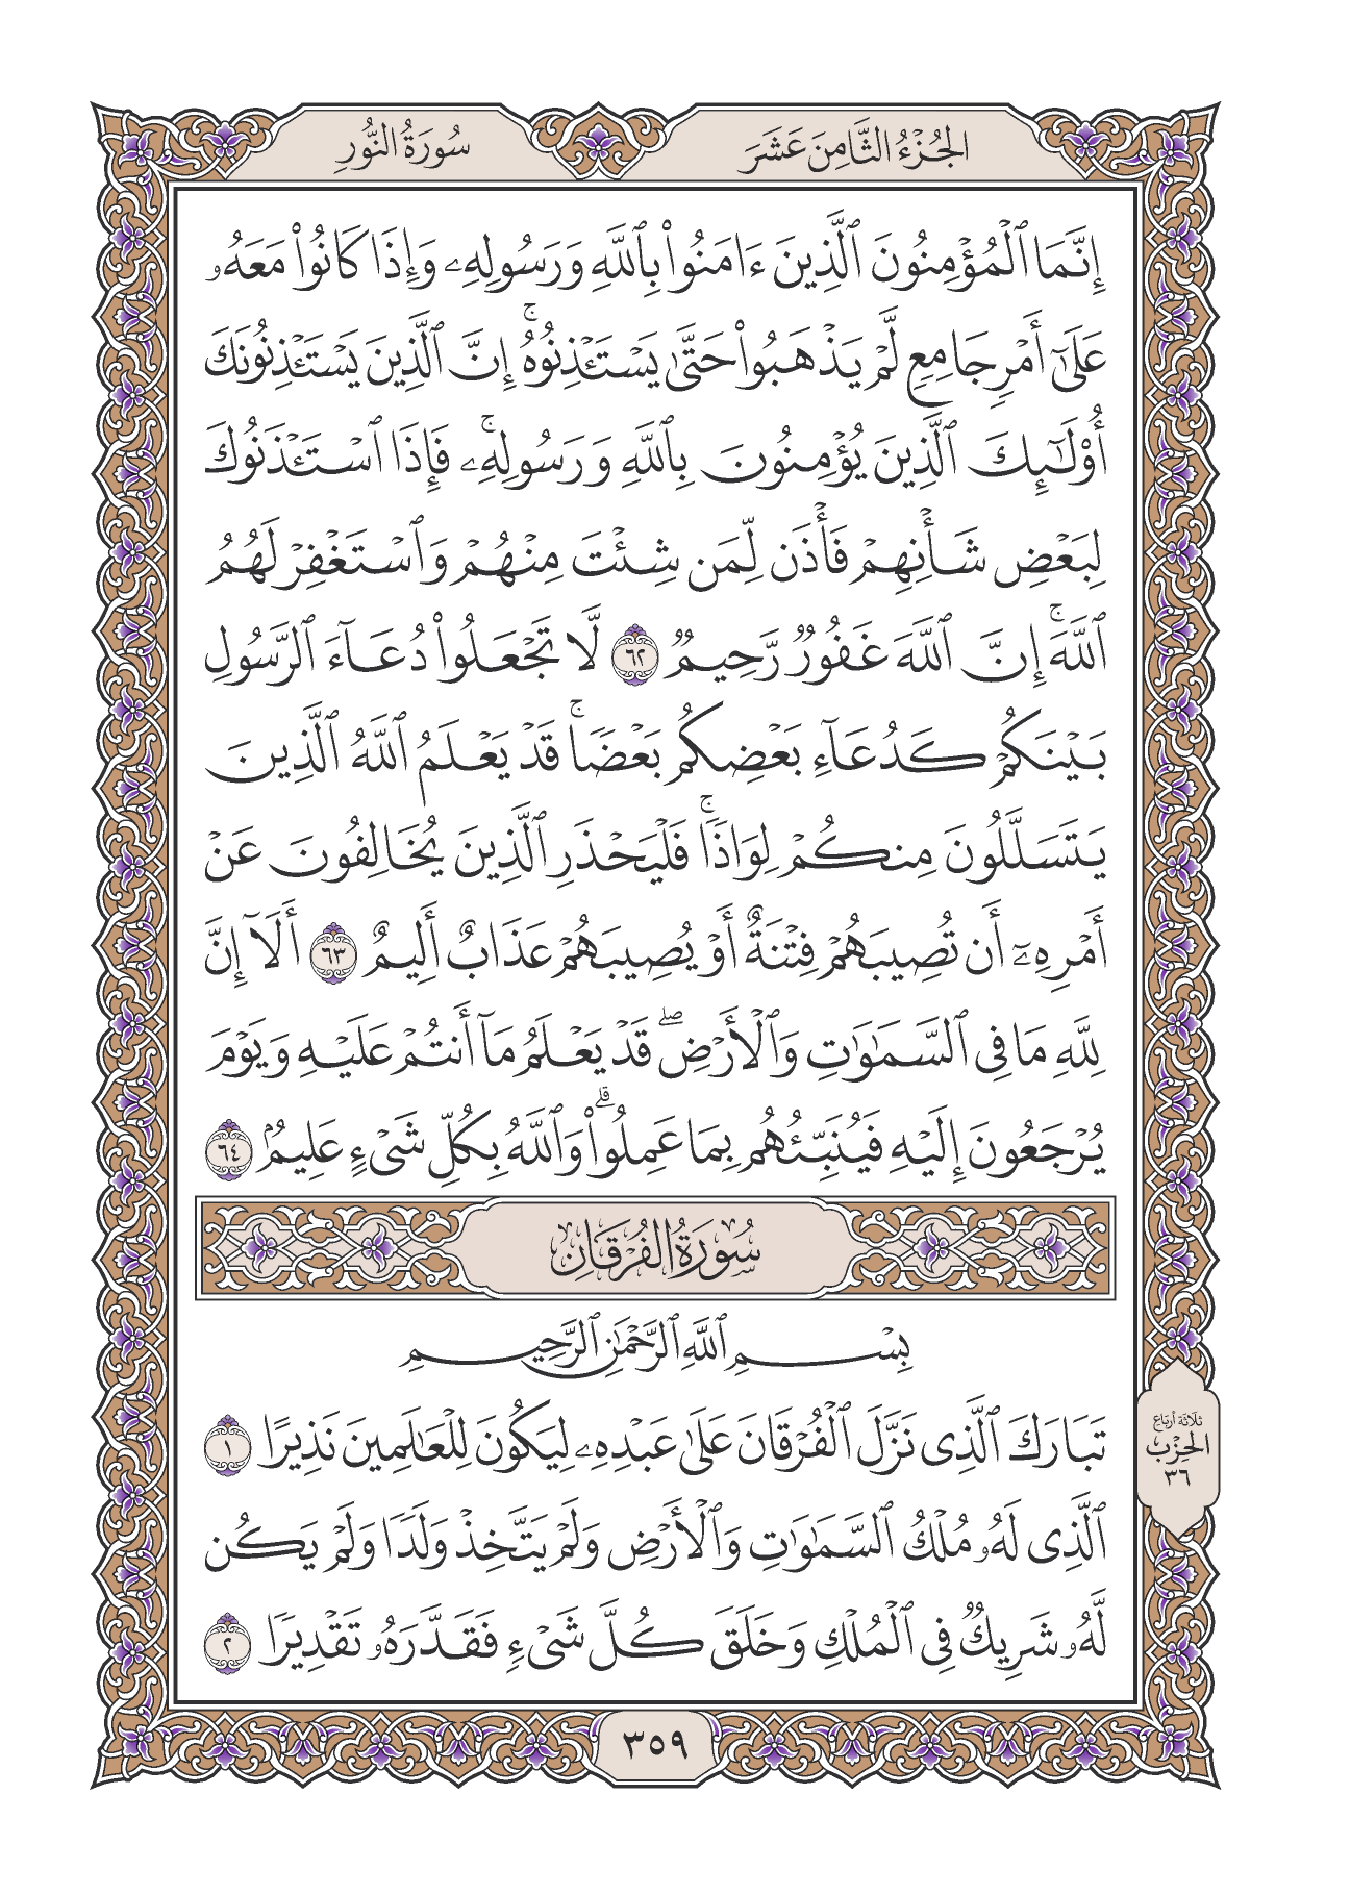 الجُزْءُ الثَّامِنَ عَشَرَ
سُورَةُ النُّورِ
إِنَّمَا ٱلْمُؤْمِنُونَ ٱلَّذِينَ ءَامَنُوا۟ بِٱللَّهِ وَرَسُولِهِۦ وَإِذَا كَانُوا۟ مَعَهُۥ
عَلَىٰٓ أَمْرٍ جَامِعٍ لَّمْ يَذْهَبُوا۟ حَتَّىٰ يَسْتَـْٔذِنُوهُ ۚ إِنَّ ٱلَّذِينَ يَسْتَـْٔذِنُونَكَ
أُو۟لَـٰٓئِكَ ٱلَّذِينَ يُؤْمِنُونَ بِٱللَّهِ وَرَسُولِهِۦ ۚ فَإِذَا ٱسْتَـْٔذَنُوكَ
لِبَعْضِ شَأْنِهِمْ فَأْذَن لِّمَن شِئْتَ مِنْهُمْ وَٱسْتَغْفِرْ لَهُمُ
ٱللَّهَ ۚ إِنَّ ٱللَّهَ غَفُورٌ رَّحِيمٌ ٦٢ لَّا تَجْعَلُوا۟ دُعَآءَ ٱلرَّسُولِ
بَيْنَكُمْ كَدُعَآءِ بَعْضِكُم بَعْضًا ۚ قَدْ يَعْلَمُ ٱللَّهُ ٱلَّذِينَ
يَتَسَلَّلُونَ مِنكُمْ لِوَاذًا ۚ فَلْيَحْذَرِ ٱلَّذِينَ يُخَالِفُونَ عَنْ
أَمْرِهِۦٓ أَن تُصِيبَهُمْ فِتْنَةٌ أَوْ يُصِيبَهُمْ عَذَابٌ أَلِيمٌ ٦٣ أَلَآ إِنَّ
لِلَّهِ مَا فِى ٱلسَّمَـٰوَٰتِ وَٱلْأَرْضِ ۖ قَدْ يَعْلَمُ مَآ أَنتُمْ عَلَيْهِ وَيَوْمَ
يُرْجَعُونَ إِلَيْهِ فَيُنَبِّئُهُم بِمَا عَمِلُوا۟ ۗ وَٱللَّهُ بِكُلِّ شَىْءٍ عَلِيمٌۢ ٦٤
سُورَةُ الفُرْقَانِ
بِسْمِ ٱللَّهِ ٱلرَّحْمَـٰنِ ٱلرَّحِيمِ
تَبَارَكَ ٱلَّذِى نَزَّلَ ٱلْفُرْقَانَ عَلَىٰ عَبْدِهِۦ لِيَكُونَ لِلْعَـٰلَمِينَ نَذِيرًا ١
ٱلَّذِى لَهُۥ مُلْكُ ٱلسَّمَـٰوَٰتِ وَٱلْأَرْضِ وَلَمْ يَتَّخِذْ وَلَدًا وَلَمْ يَكُن
لَّهُۥ شَرِيكٌ فِى ٱلْمُلْكِ وَخَلَقَ كُلَّ شَىْءٍ فَقَدَّرَهُۥ تَقْدِيرًا ٢
ثلاثة أرباع
الحِزْب
٣٦
٣٥٩